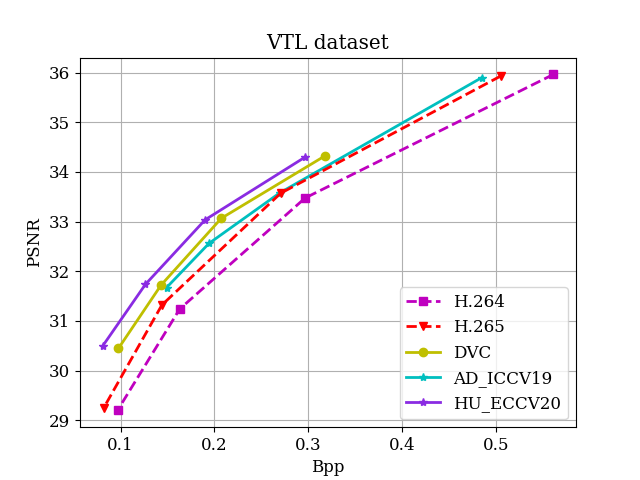 VTL dataset
PSNR
36
35
34
33
32
31
30
29
H.264
H.265
DVC
AD_ICCV19
HU_ECCV20
0.1 0.2 0.3 0.4 0.5
Bpp